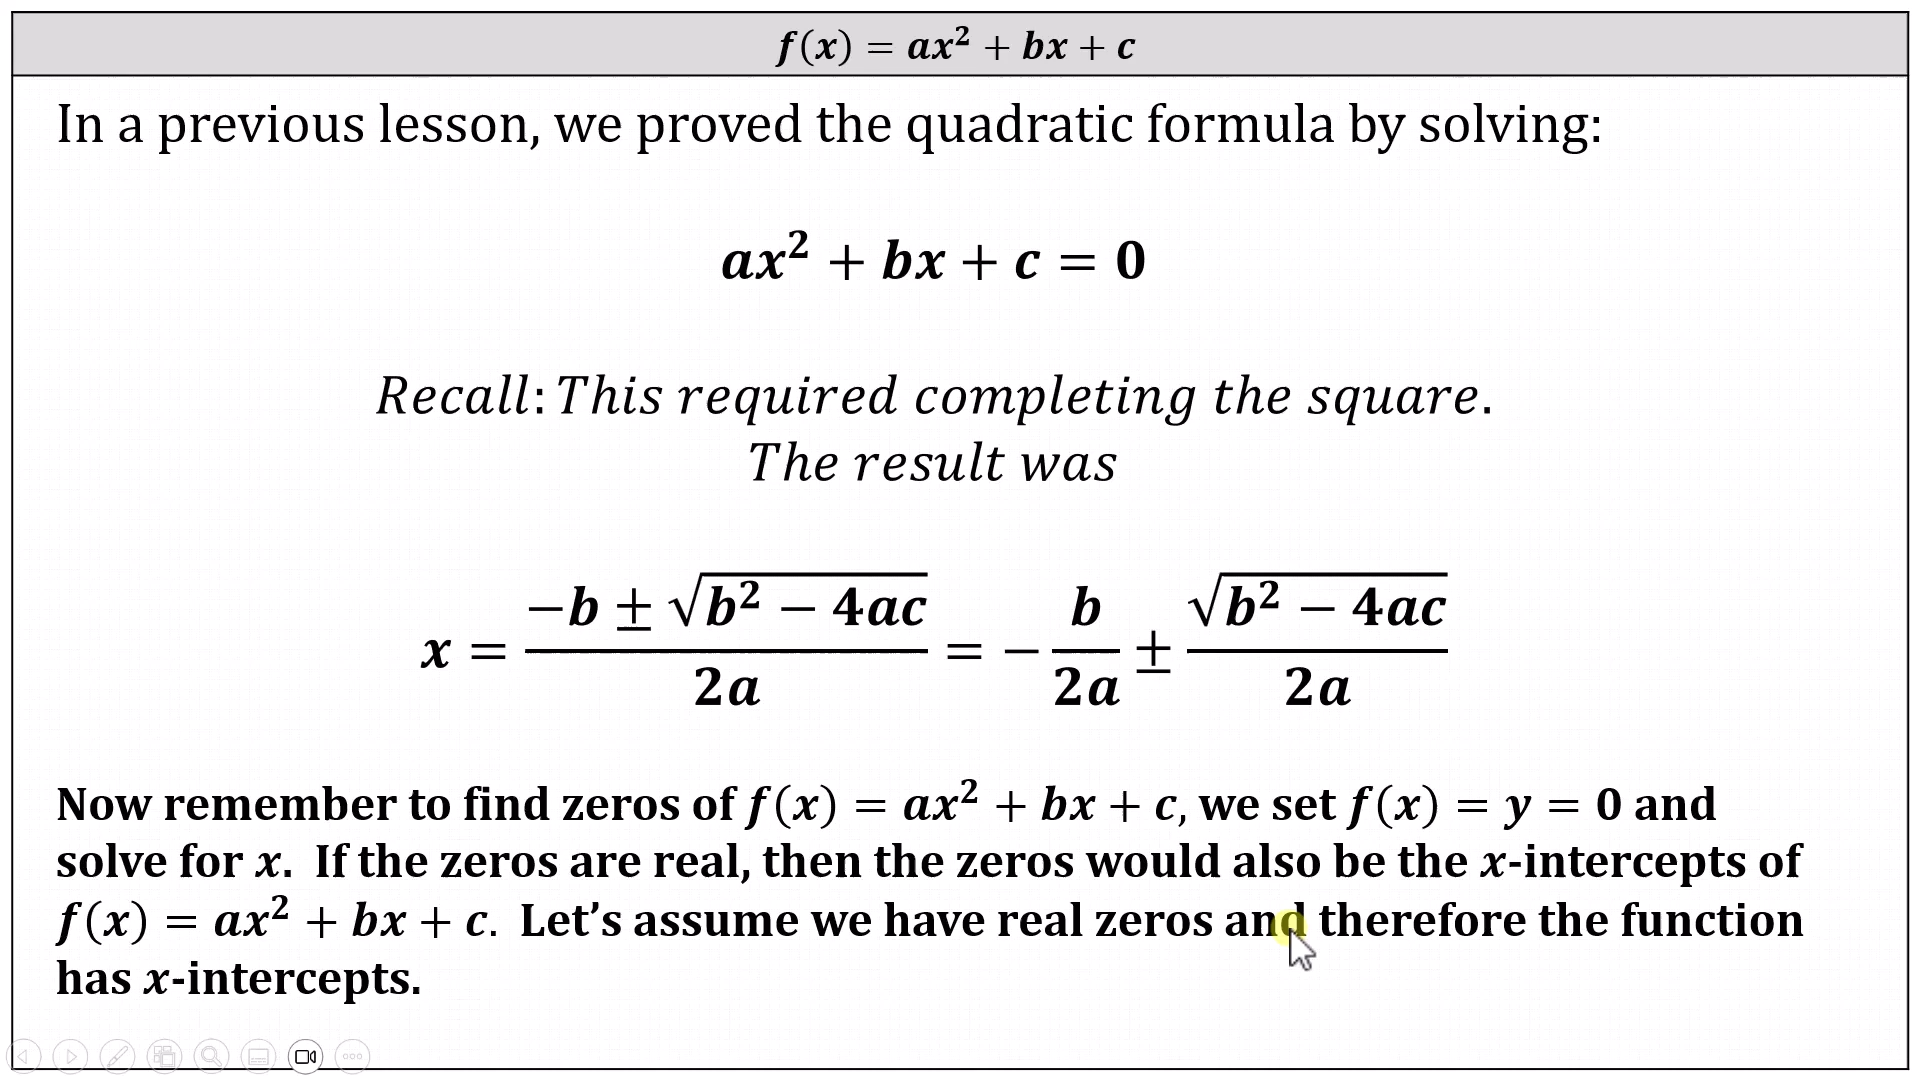 f(x) = ax² + bx + c
In a previous lesson, we proved the quadratic formula by solving:
ax² + bx + c = 0
Recall: This required completing the square.
The result was
x = (−b ± √(b² − 4ac)) / 2a = − b/2a ± √(b² − 4ac) / 2a
Now remember to find zeros of f(x) = ax² + bx + c, we set f(x) = y = 0 and
solve for x. If the zeros are real, then the zeros would also be the x-intercepts of
f(x) = ax² + bx + c. Let’s assume we have real zeros and therefore the function
has x-intercepts.